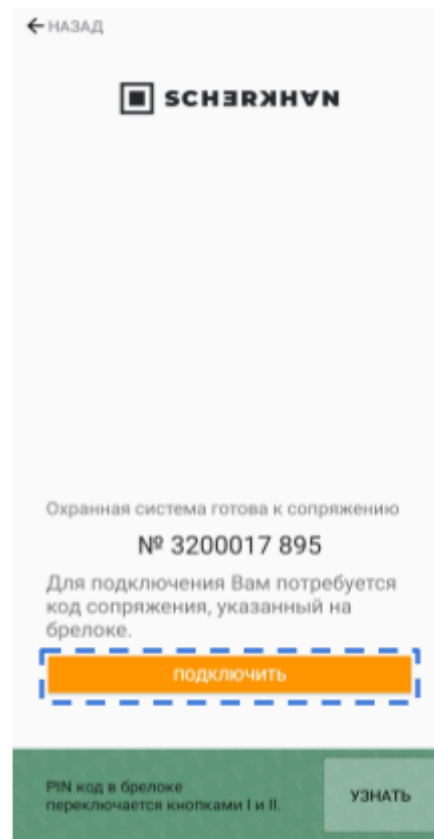 ← НАЗАД
SCHERKHAN
Охранная система готова к сопряжению
№ 3200017 895
Для подключения Вам потребуется
код сопряжения, указанный на
брелоке.
ПОДКЛЮЧИТЬ
PIN код в брелоке
переключается кнопками I и II.
УЗНАТЬ